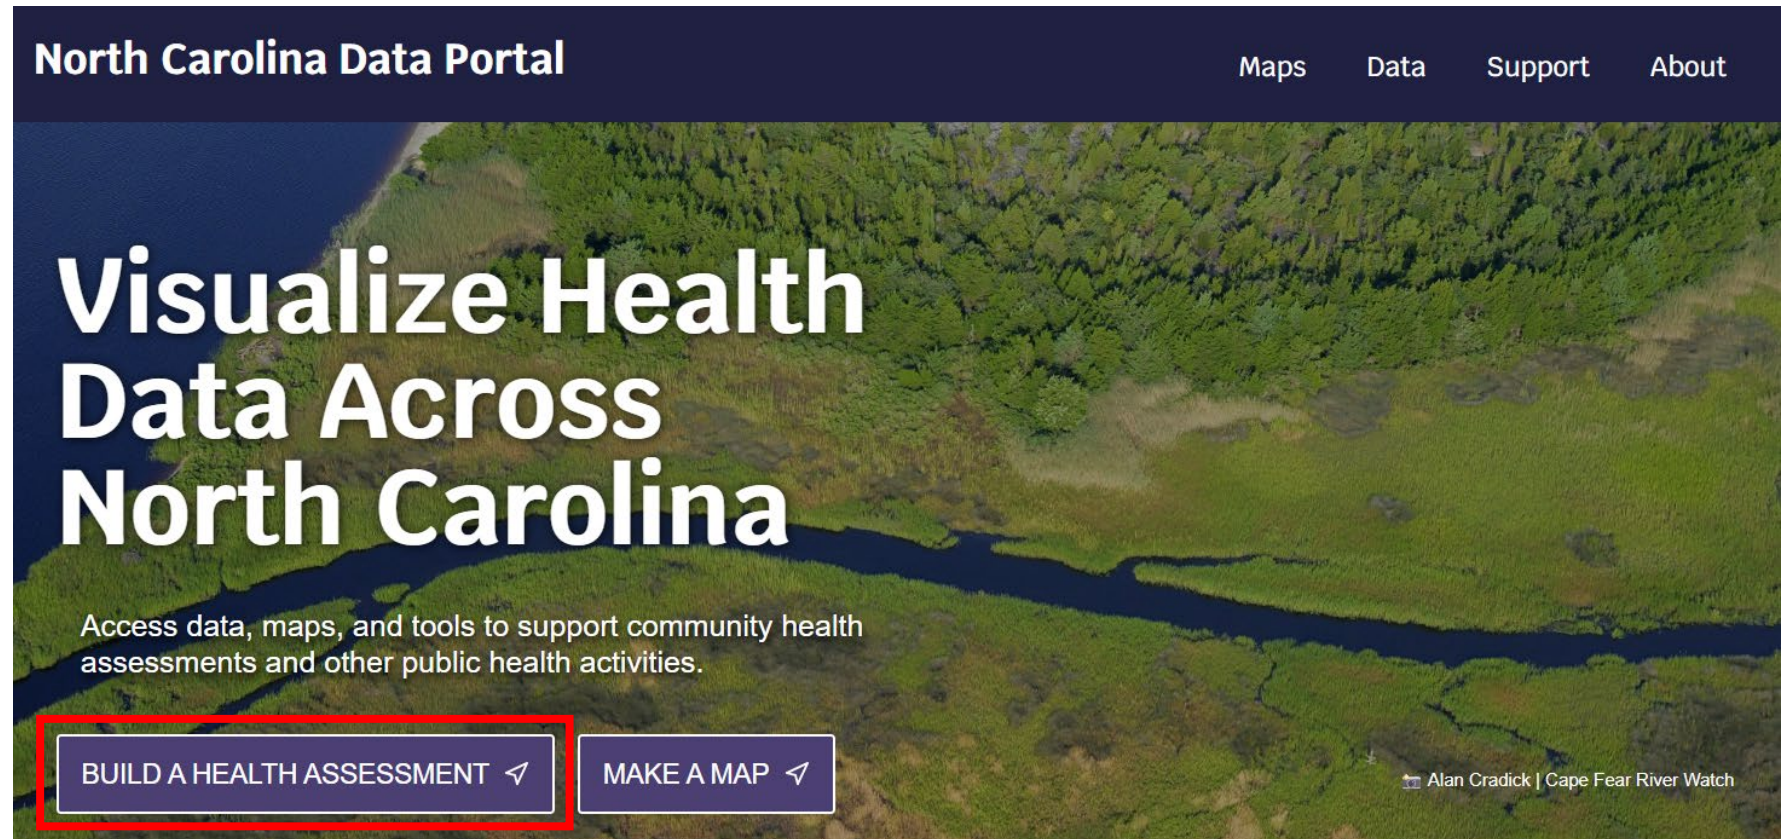 North Carolina Data Portal
Maps
Data
Support
About
Visualize Health
Data Across
North Carolina
Access data, maps, and tools to support community health
assessments and other public health activities.
BUILD A HEALTH ASSESSMENT
MAKE A MAP
Alan Cradick | Cape Fear River Watch